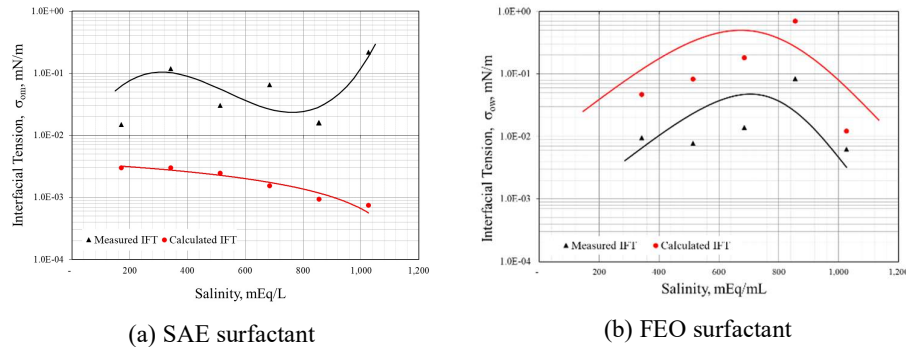 (a)
1.0E+00
1.0E-01
1.0E-02
1.0E-03
1.0E-04
Interfacial Tension, σom, mN/m
▲ Measured IFT ● Calculated IFT
- 200 400 600 800 1,000 1,200
Salinity, mEq/L
(a) SAE surfactant
(b)
1.0E+00
1.0E-01
1.0E-02
1.0E-03
1.0E-04
Interfacial Tension, σow, mN/m
▲ Measured IFT ● Calculated IFT
- 200 400 600 800 1,000 1,200
Salinity, mEq/mL
(b) FEO surfactant